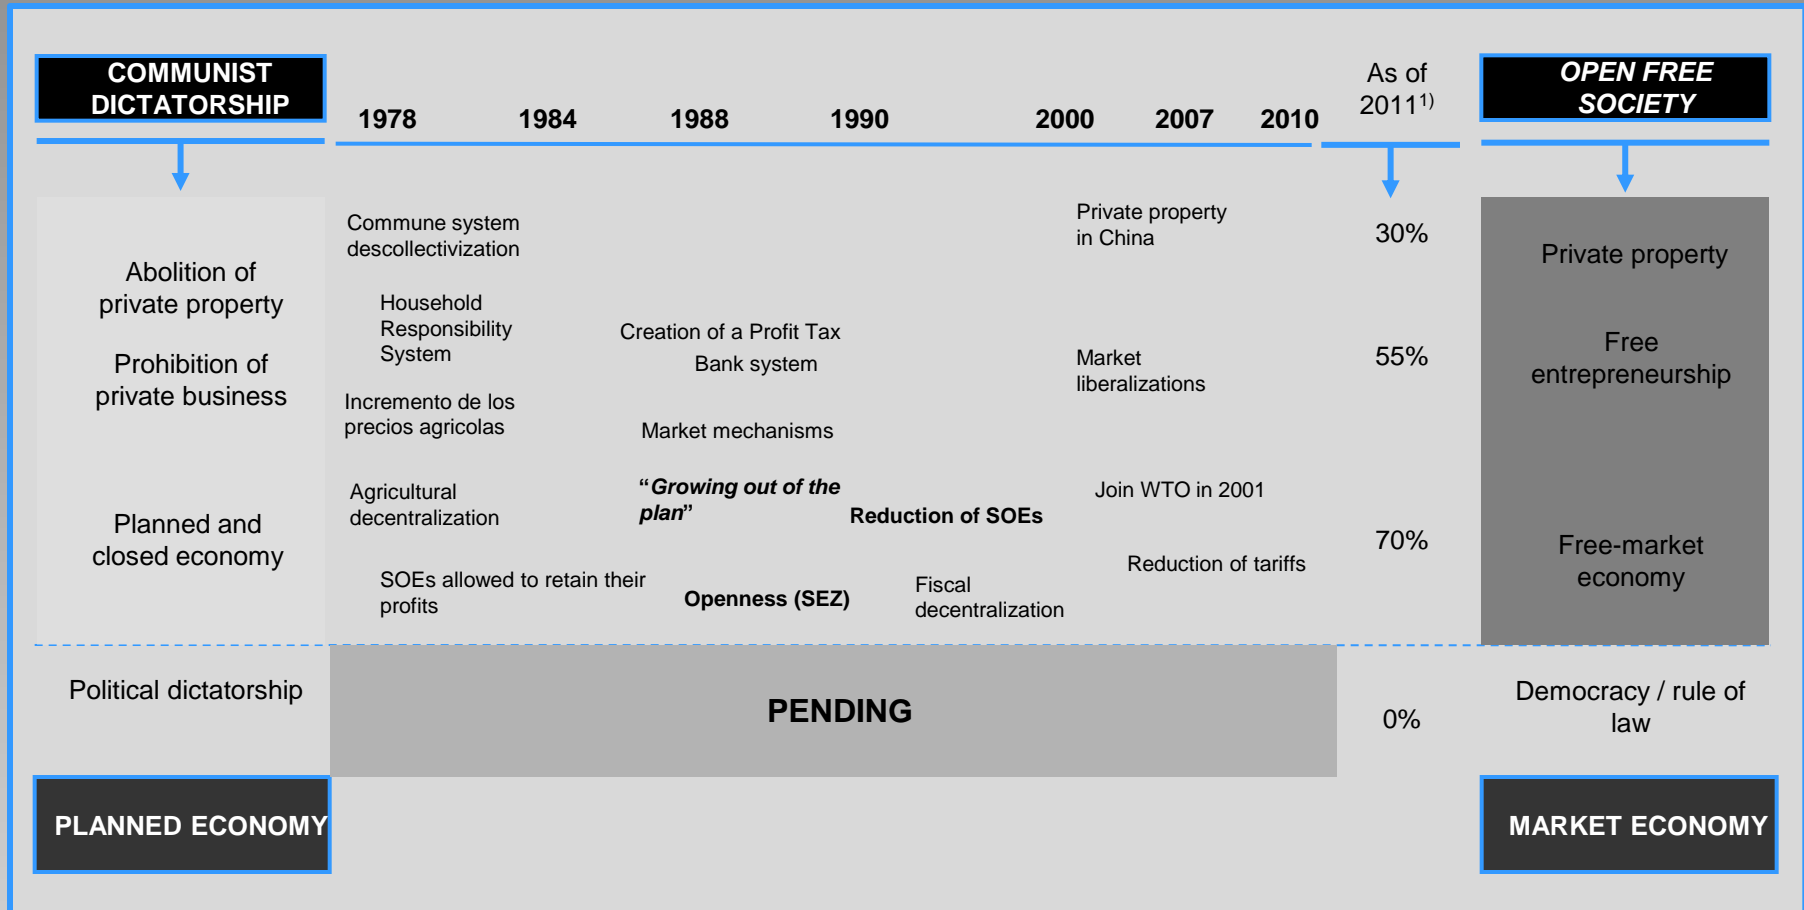 COMMUNIST
DICTATORSHIP
1978 1984 1988 1990 2000 2007 2010
As of
2011¹⁾
OPEN FREE
SOCIETY
Abolition of
private property
Prohibition of
private business
Planned and
closed economy
Commune system
descollectivization
Household
Responsibility
System
Incremento de los
precios agricolas
Agricultural
decentralization
SOEs allowed to retain their
profits
Creation of a Profit Tax
Bank system
Market mechanisms
“Growing out of the
plan”
Openness (SEZ)
Reduction of SOEs
Fiscal
decentralization
Private property
in China
Market
liberalizations
Join WTO in 2001
Reduction of tariffs
30%
55%
70%
Private property
Free
entrepreneurship
Free-market
economy
Political dictatorship
PENDING
0%
Democracy / rule of
law
PLANNED ECONOMY
MARKET ECONOMY